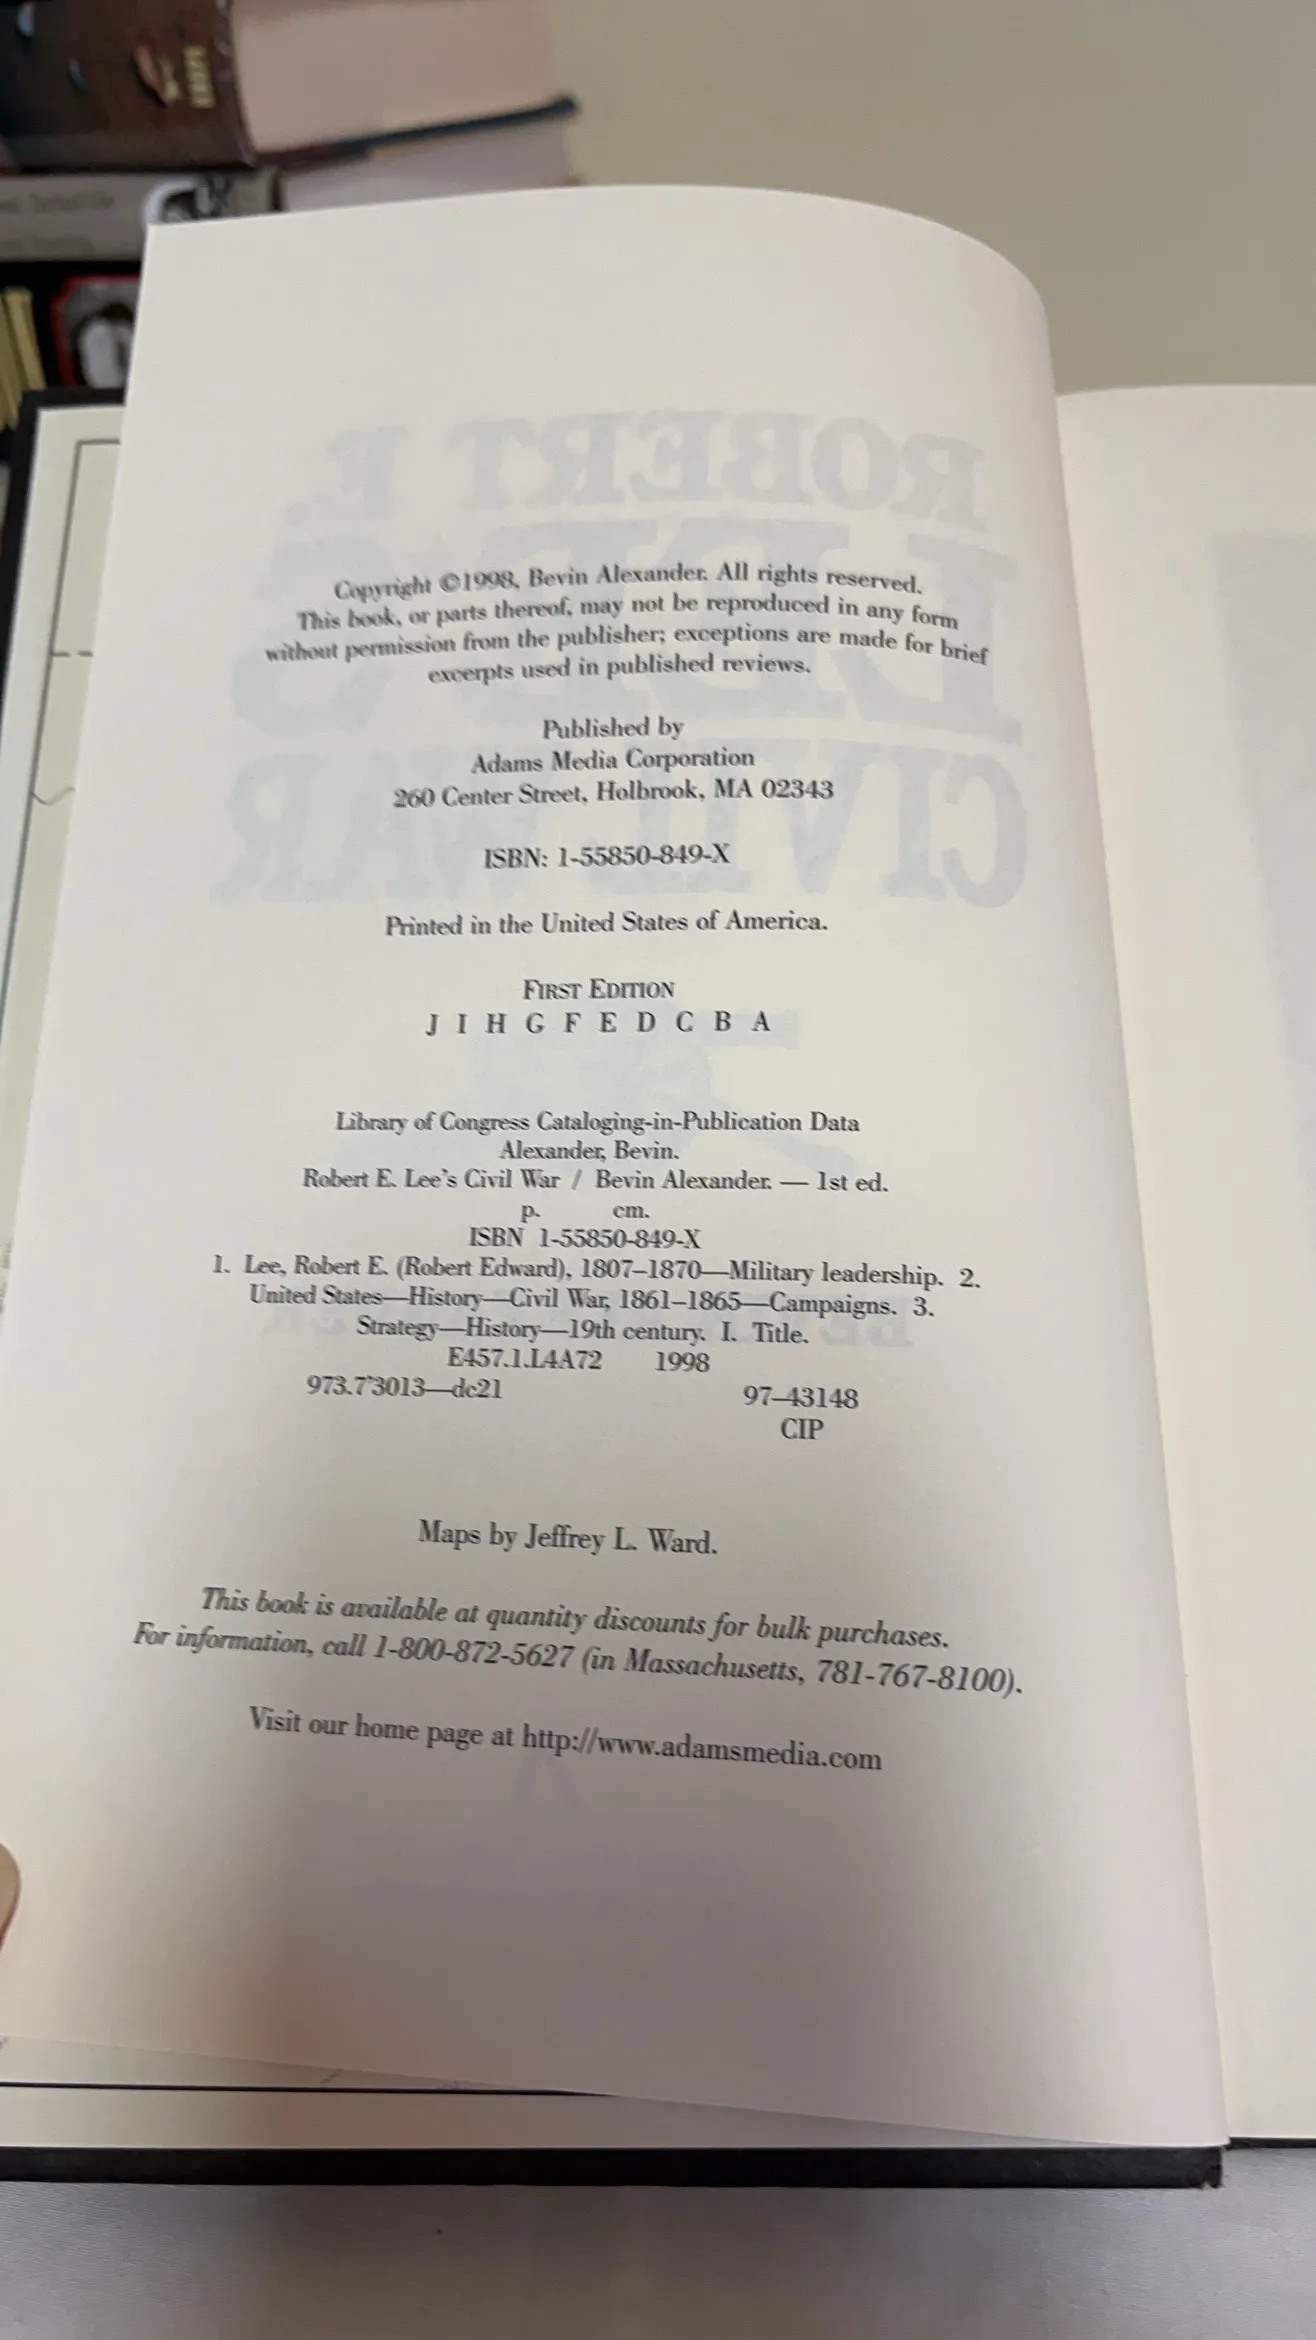 Copyright ©1998, Bevin Alexander. All rights reserved.
This book, or parts thereof, may not be reproduced in any form
without permission from the publisher; exceptions are made for brief
excerpts used in published reviews.
Published by
Adams Media Corporation
260 Center Street, Holbrook, MA 02343
ISBN: 1-55850-849-X
Printed in the United States of America.
FIRST EDITION
J I H G F E D C B A
Library of Congress Cataloging-in-Publication Data
Alexander, Bevin.
Robert E. Lee's Civil War / Bevin Alexander. — 1st ed.
p. cm.
ISBN 1-55850-849-X
1. Lee, Robert E. (Robert Edward), 1807–1870—Military leadership. 2.
United States—History—Civil War, 1861–1865—Campaigns. 3.
Strategy—History—19th century. I. Title.
E457.1.L4A72 1998
973.7'3013—dc21 97–43148
CIP
Maps by Jeffrey L. Ward.
This book is available at quantity discounts for bulk purchases.
For information, call 1-800-872-5627 (in Massachusetts, 781-767-8100).
Visit our home page at http://www.adamsmedia.com